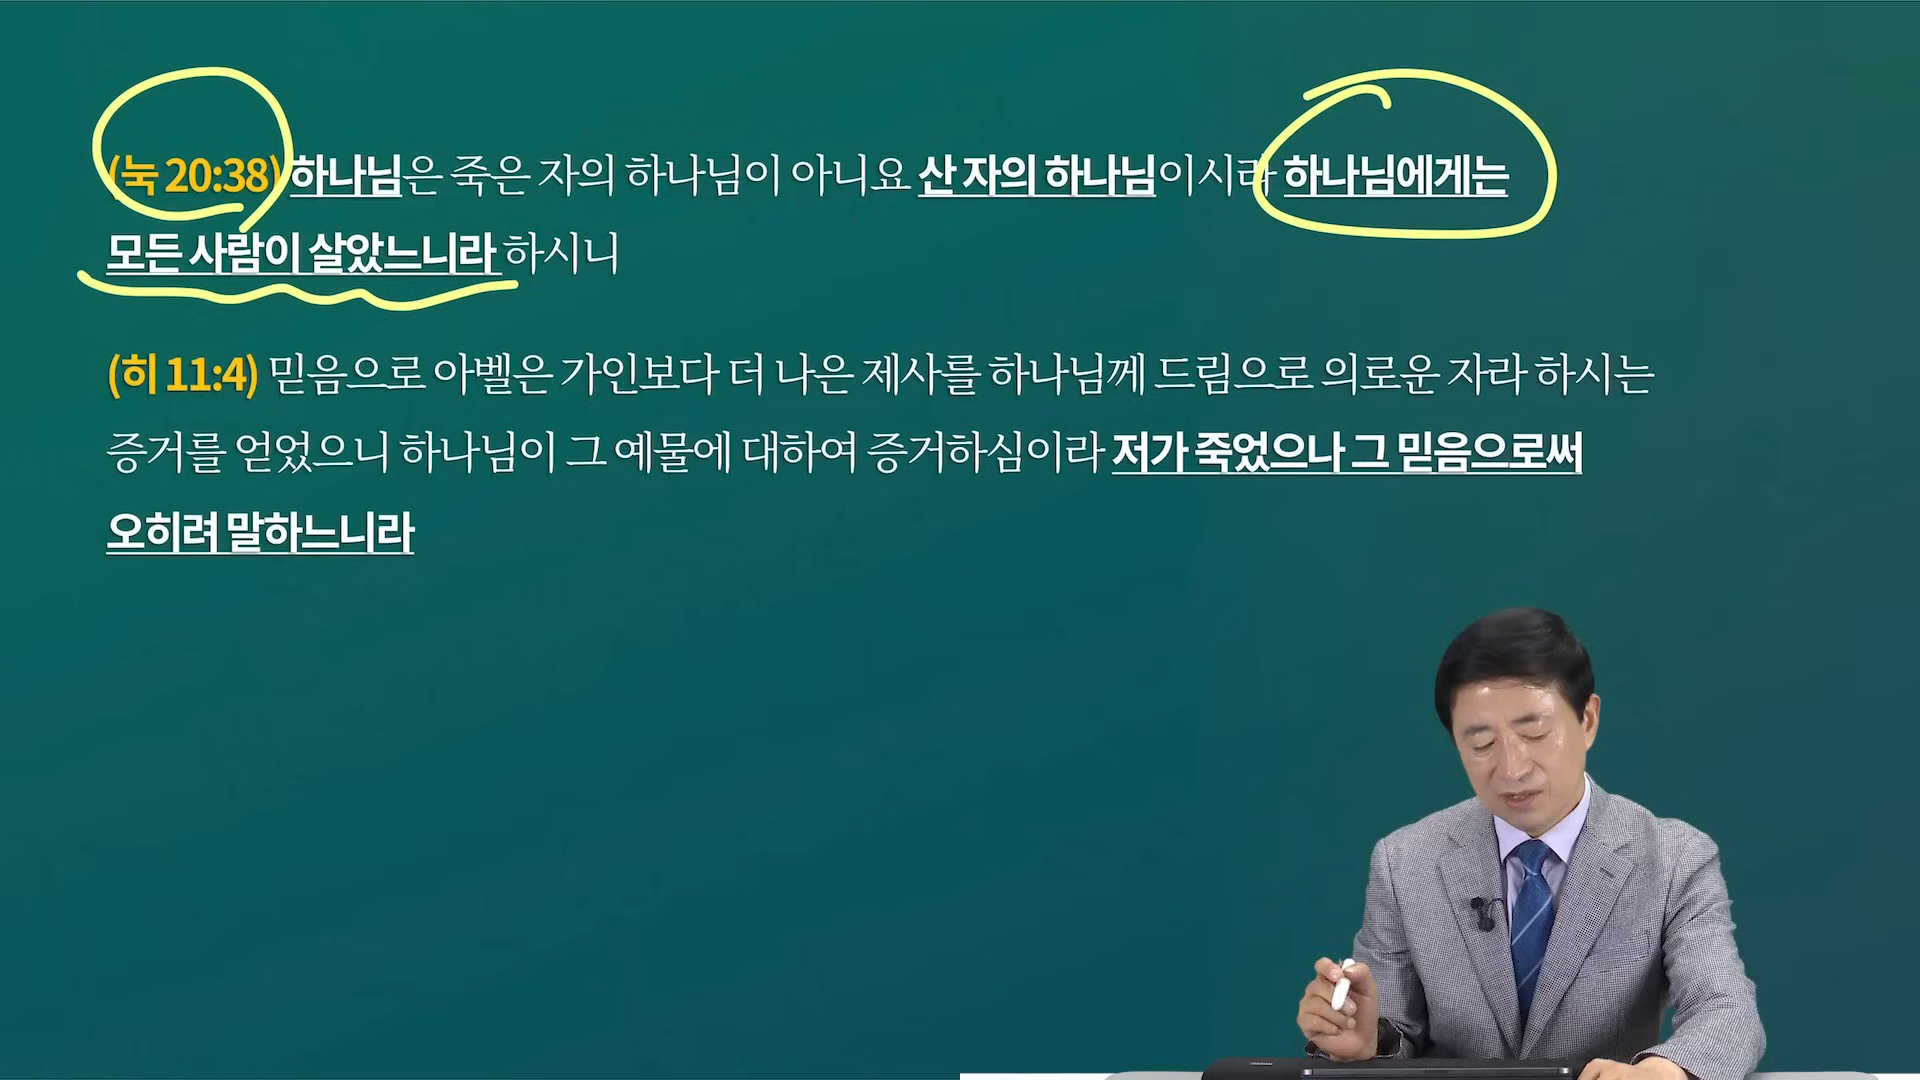 (눅 20:38) 하나님은 죽은 자의 하나님이 아니요 산 자의 하나님이시라 하나님에게는
모든 사람이 살았느니라 하시니
(히 11:4) 믿음으로 아벨은 가인보다 더 나은 제사를 하나님께 드림으로 의로운 자라 하시는
증거를 얻었으니 하나님이 그 예물에 대하여 증거하심이라 저가 죽었으나 그 믿음으로써
오히려 말하느니라